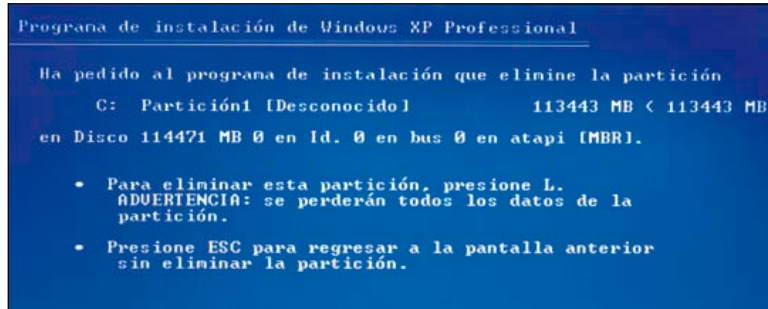 Programa de instalación de Windows XP Professional
Ha pedido al programa de instalación que elimine la partición
C: Partición1 [Desconocido] 113443 MB < 113443 MB
en Disco 114471 MB 0 en Id. 0 en bus 0 en atapi [MBR].
• Para eliminar esta partición, presione L.
ADVERTENCIA: se perderán todos los datos de la
partición.
• Presione ESC para regresar a la pantalla anterior
sin eliminar la partición.